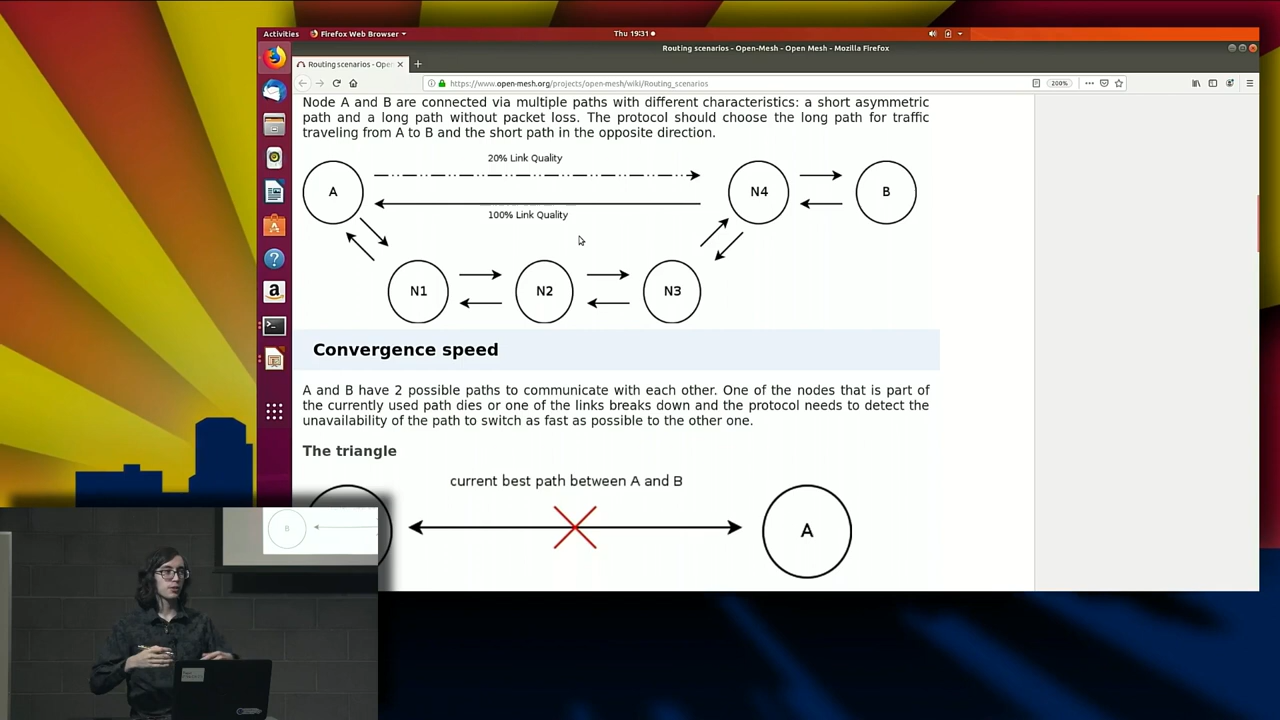 Activities
Firefox Web Browser
Thu 19:31
Routing scenarios - Open-Mesh - Open Mesh - Mozilla Firefox
Routing scenarios - Ope
https://www.open-mesh.org/projects/open-mesh/wiki/Routing_scenarios
200%
Node A and B are connected via multiple paths with different characteristics: a short asymmetric
path and a long path without packet loss. The protocol should choose the long path for traffic
traveling from A to B and the short path in the opposite direction.
20% Link Quality
A
N4
B
100% Link Quality
N1
N2
N3
Convergence speed
A and B have 2 possible paths to communicate with each other. One of the nodes that is part of
the currently used path dies or one of the links breaks down and the protocol needs to detect the
unavailability of the path to switch as fast as possible to the other one.
The triangle
current best path between A and B
A
B